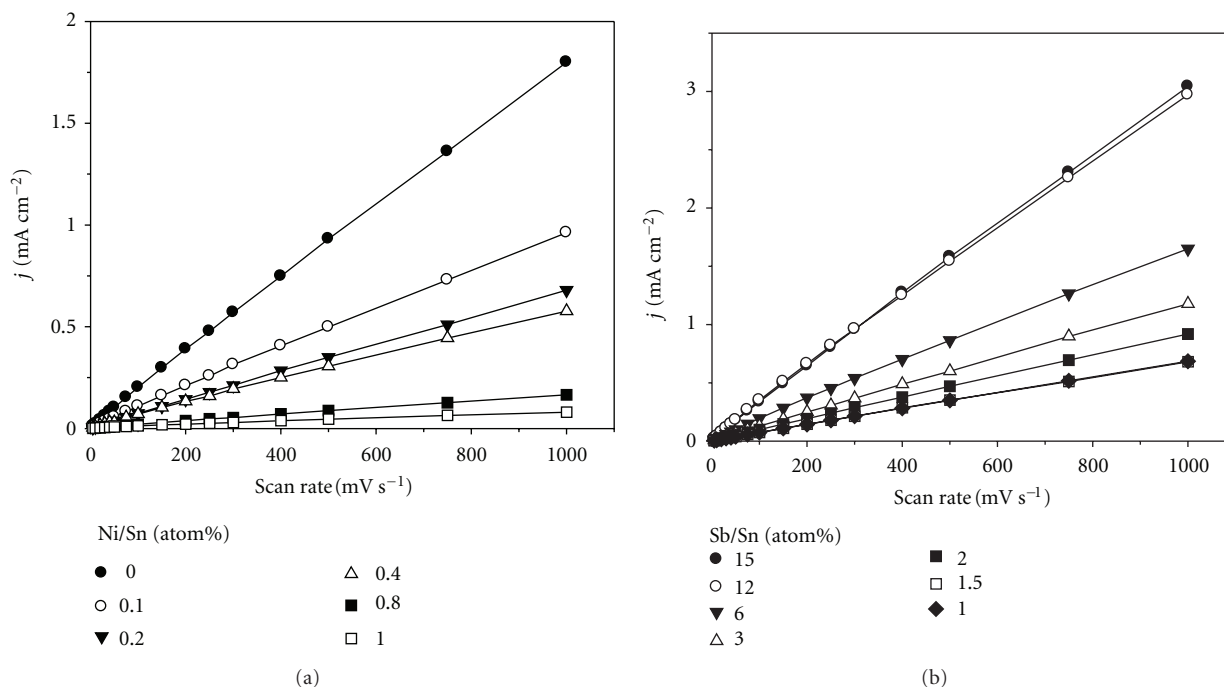 2
1.5
1
0.5
0
j (mA cm−2)
0 200 400 600 800 1000
Scan rate (mV s−1)
Ni/Sn (atom%)
0 0.4
0.1 0.8
0.2 1
(a)
3
2
1
0
j (mA cm−2)
0 200 400 600 800 1000
Scan rate (mV s−1)
Sb/Sn (atom%)
15 2
12 1.5
6 1
3
(b)